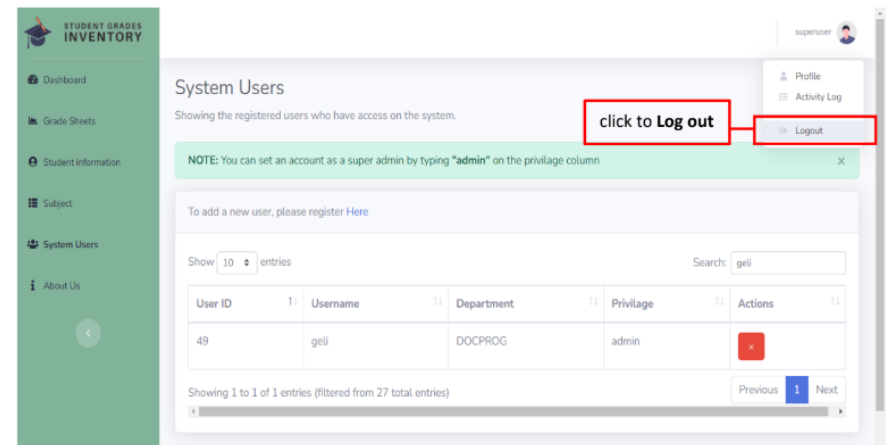 STUDENT GRADES
INVENTORY
superuser
Dashboard
Grade Sheets
Student information
Subject
System Users
About Us
Profile
Activity Log
Logout
click to Log out
System Users
Showing the registered users who have access on the system.
NOTE: You can set an account as a super admin by typing "admin" on the privilage column
x
To add a new user, please register Here
Show 10 entries
Search: geli
User ID Username Department Privilage Actions
49 geli DOCPROG admin x
Showing 1 to 1 of 1 entries (filtered from 27 total entries)
Previous 1 Next